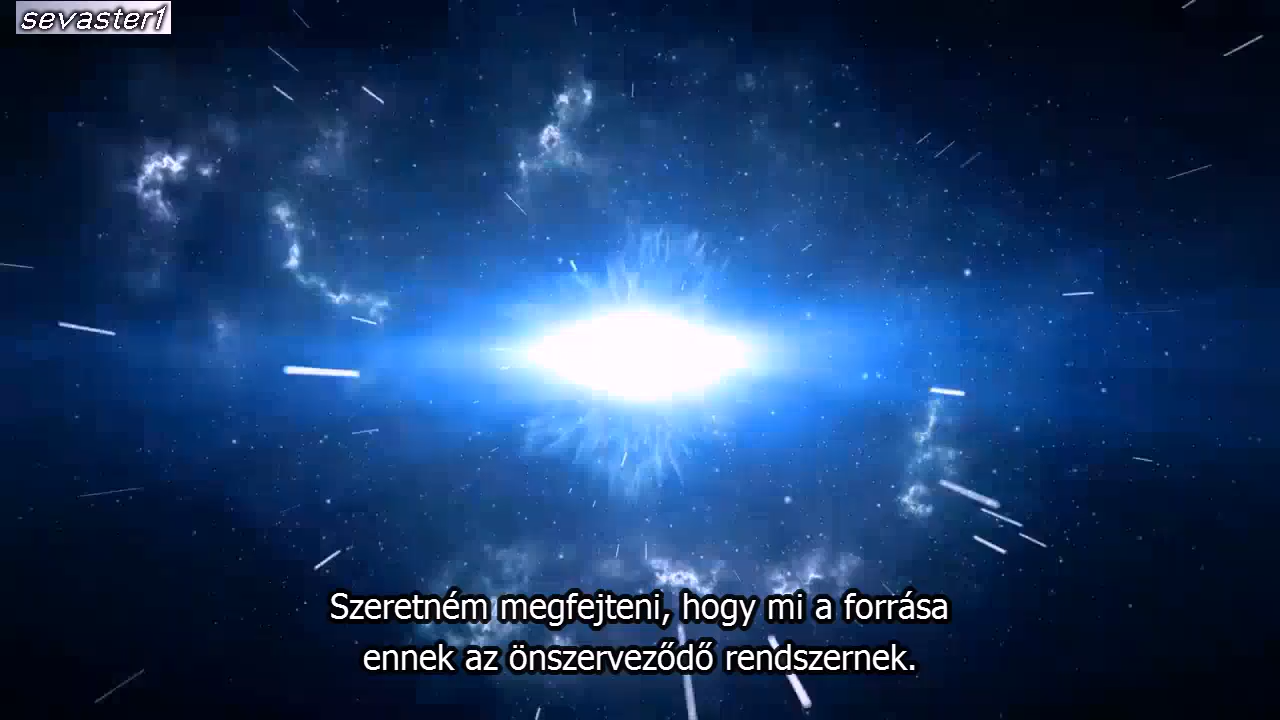 sevaster1
Szeretném megfejteni, hogy mi a forrása
ennek az önszerveződő rendszernek.